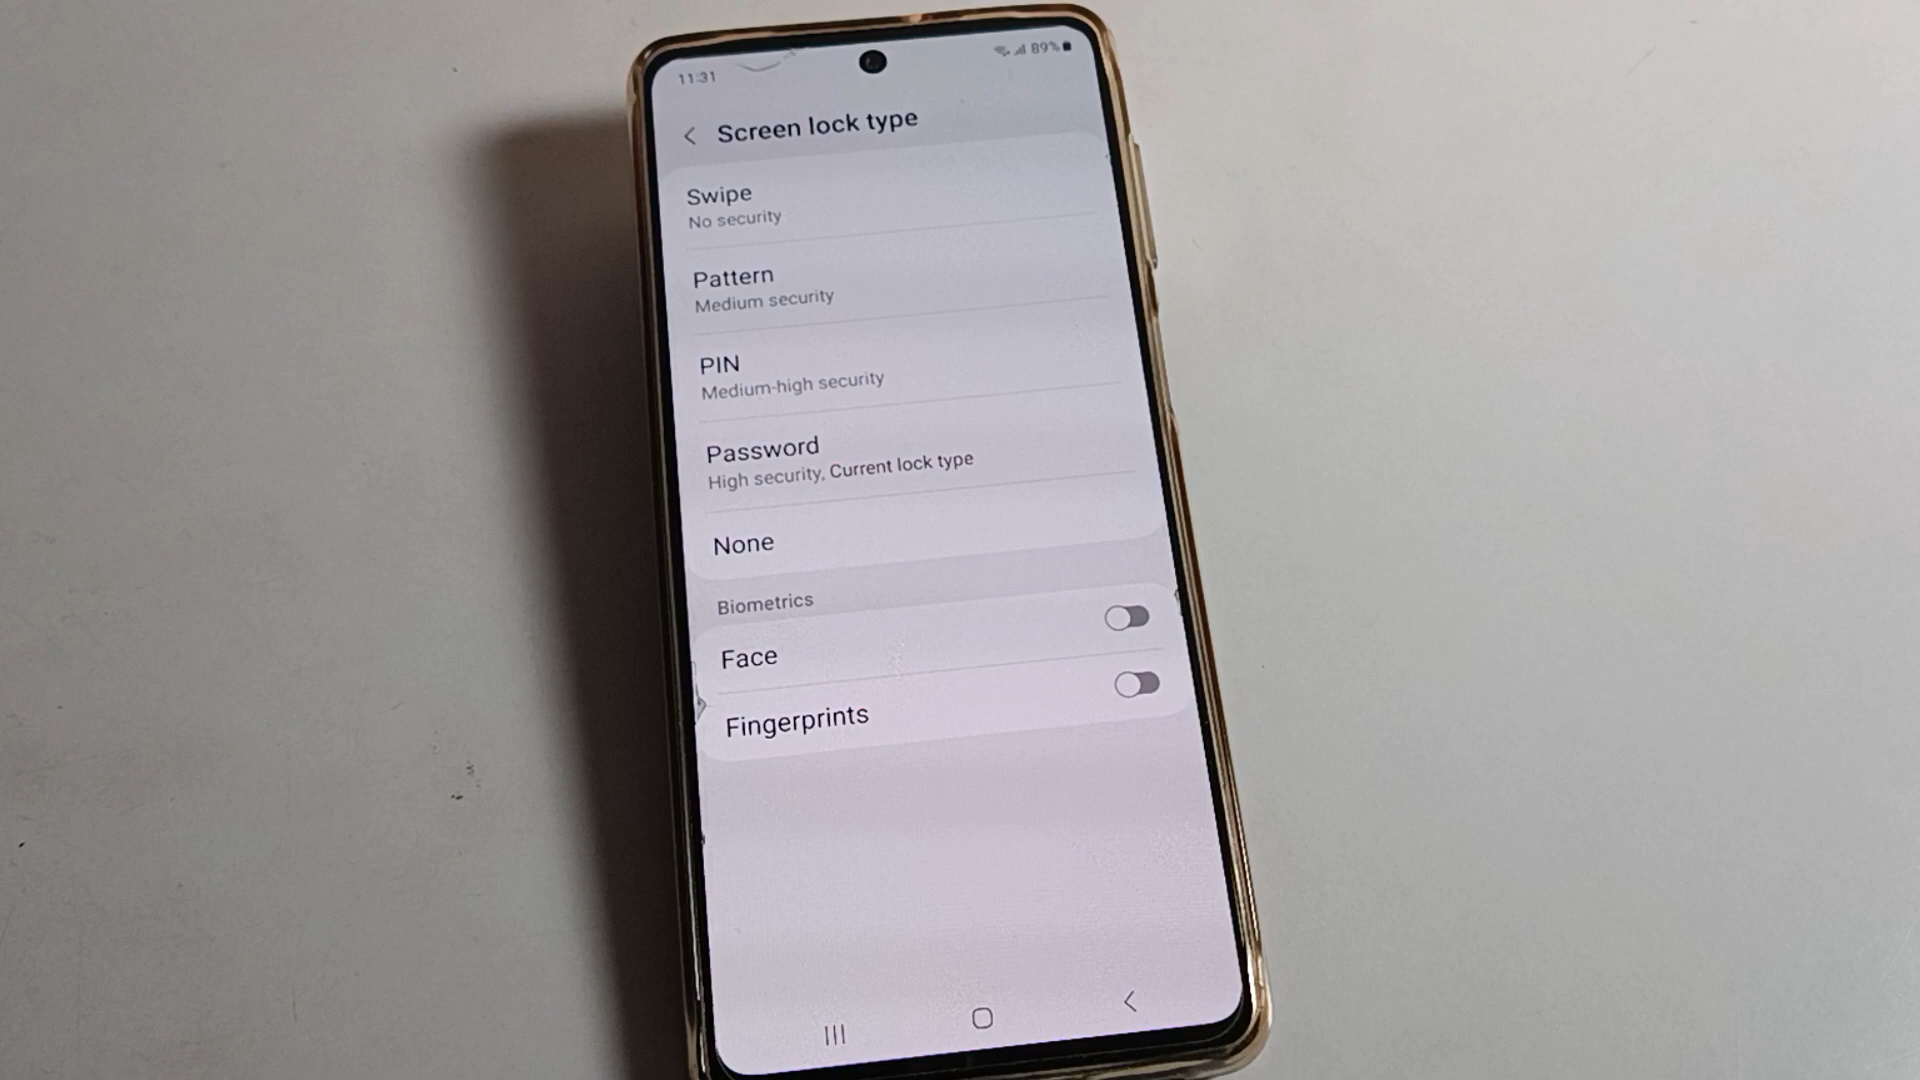 11:31
89%
Screen lock type
Swipe
No security
Pattern
Medium security
PIN
Medium-high security
Password
High security, Current lock type
None
Biometrics
Face
Fingerprints